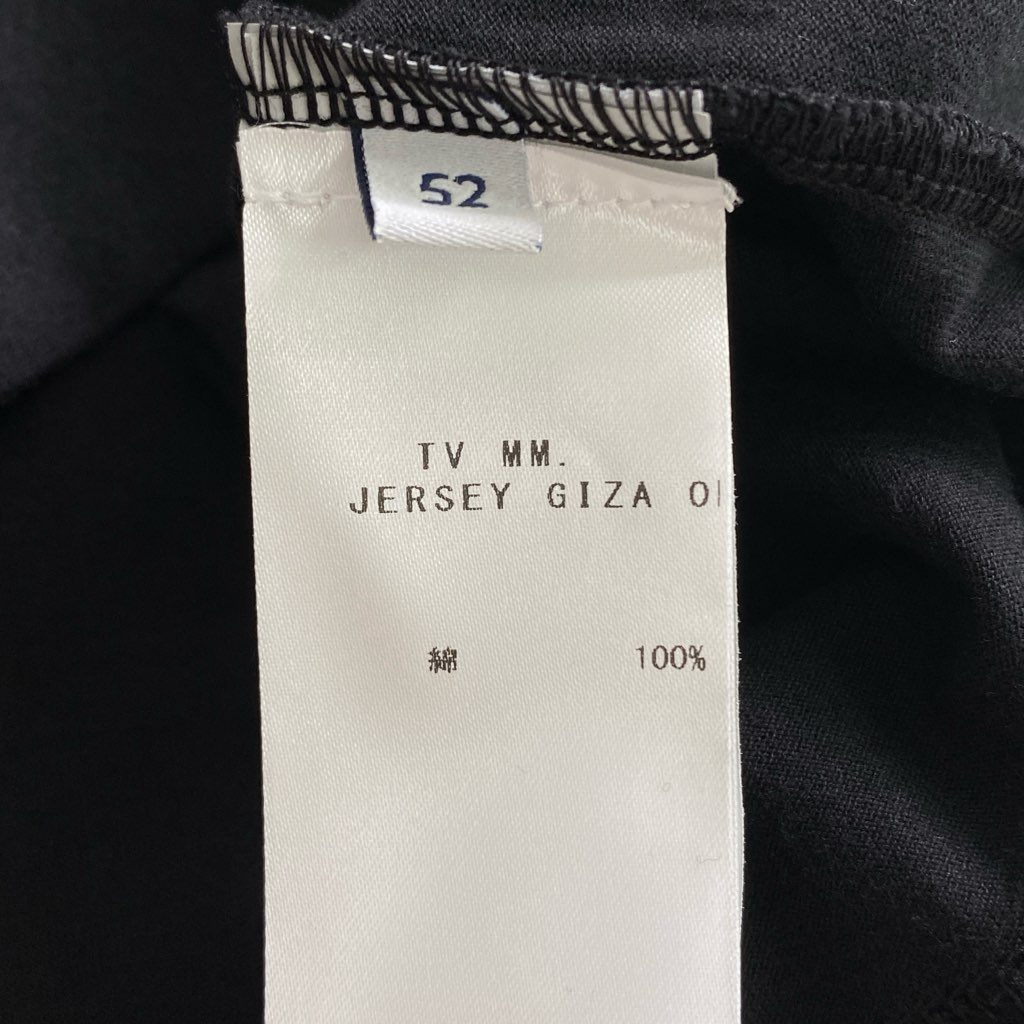 52
TV MM.
JERSEY GIZA
綿 100%